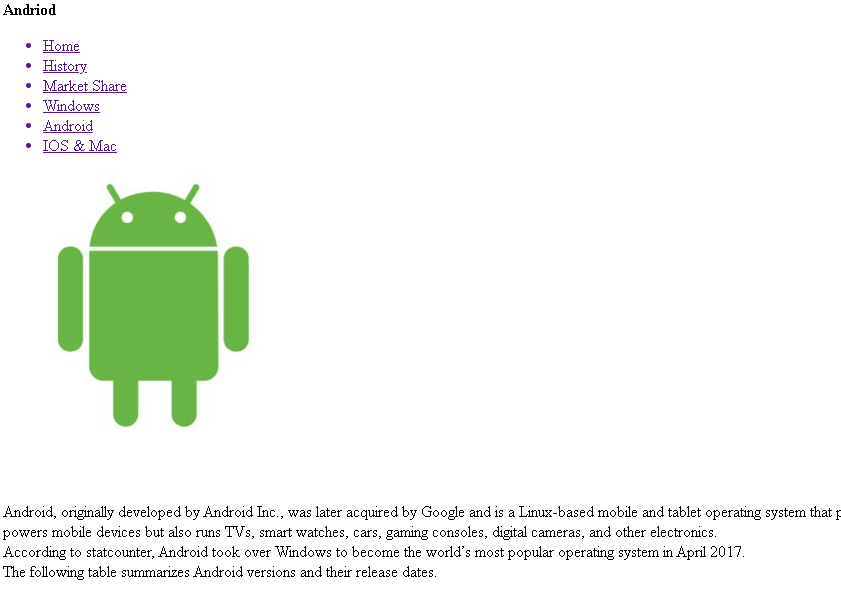 Andriod
Home
History
Market Share
Windows
Android
IOS & Mac
Android, originally developed by Android Inc., was later acquired by Google and is a Linux-based mobile and tablet operating system that
powers mobile devices but also runs TVs, smart watches, cars, gaming consoles, digital cameras, and other electronics.
According to statcounter, Android took over Windows to become the world’s most popular operating system in April 2017.
The following table summarizes Android versions and their release dates.